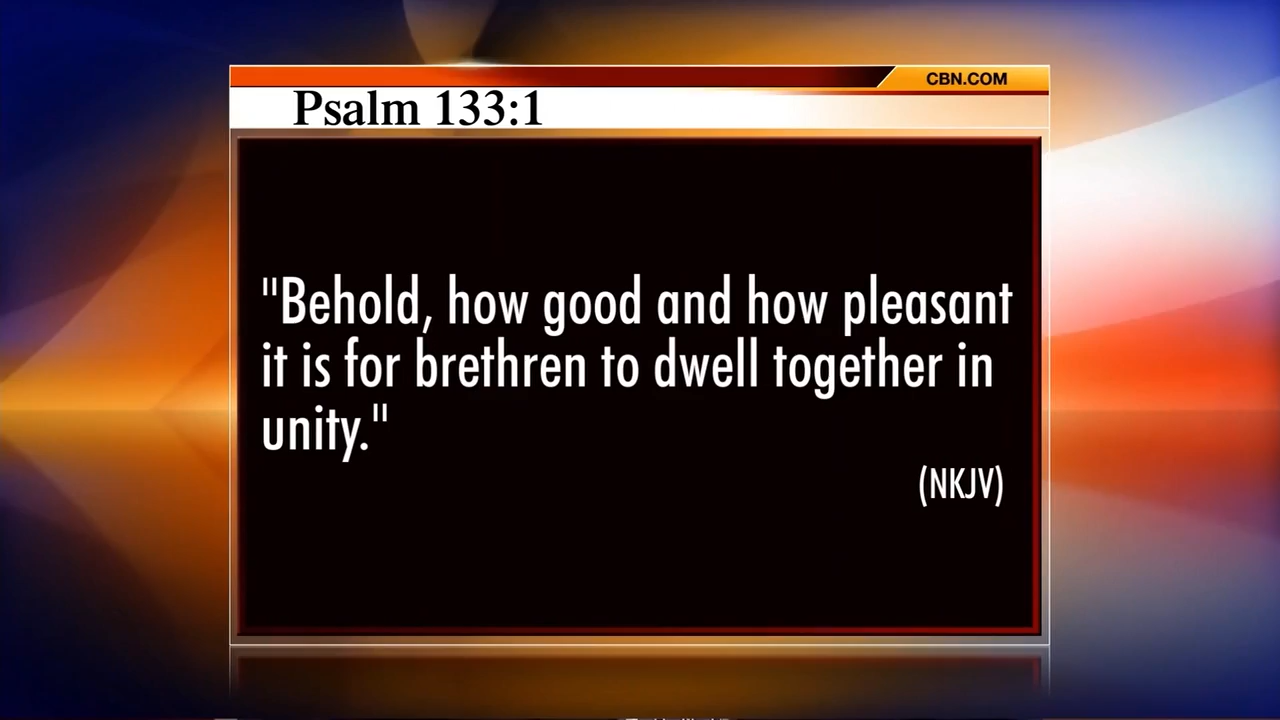 CBN.COM
Psalm 133:1
"Behold, how good and how pleasant
it is for brethren to dwell together in
unity."
(NKJV)